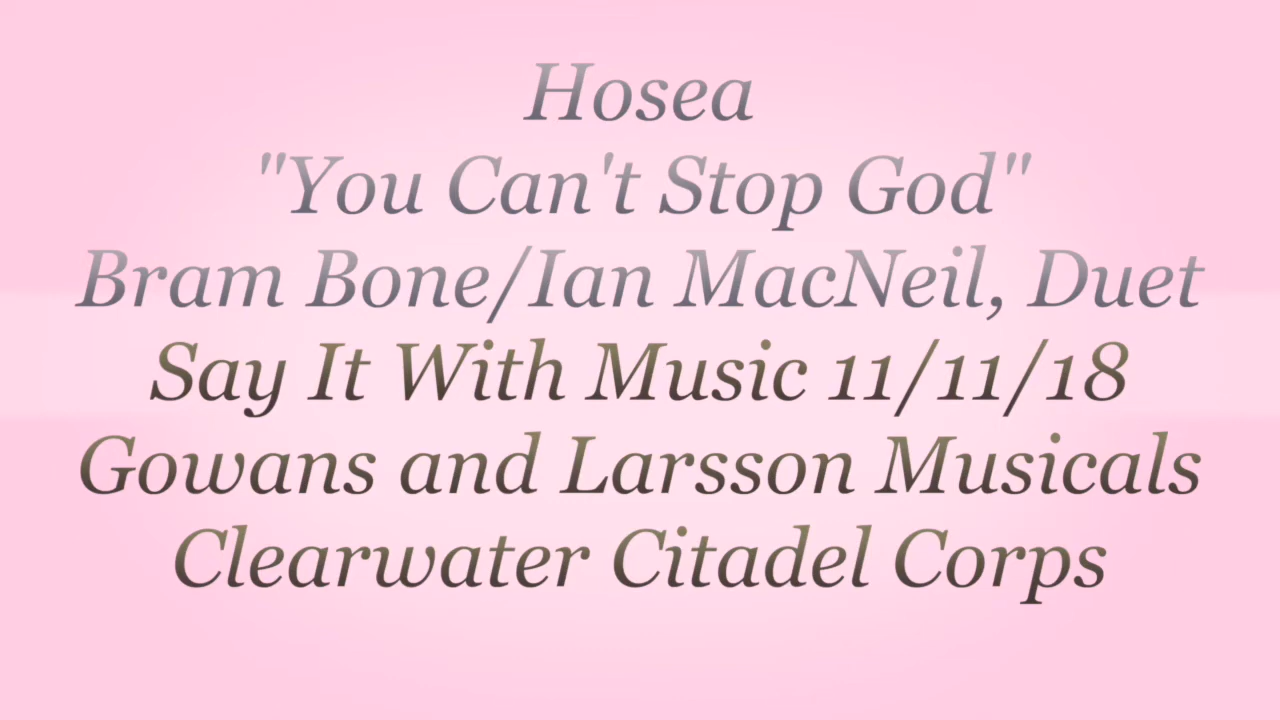 Hosea
"You Can't Stop God"
Bram Bone/Ian MacNeil, Duet
Say It With Music 11/11/18
Gowans and Larsson Musicals
Clearwater Citadel Corps